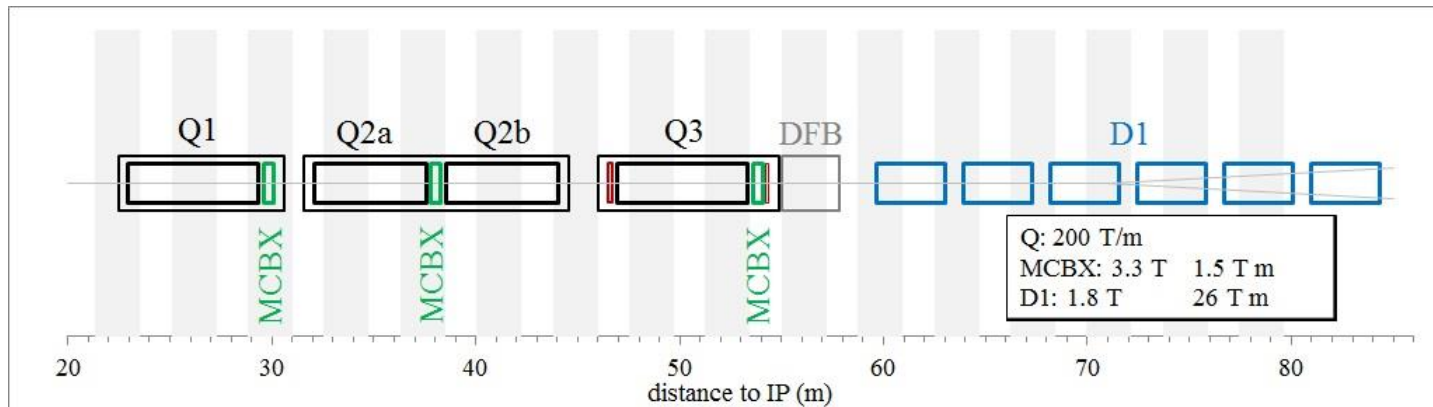 Q1 Q2a Q2b Q3 DFB D1
MCBX MCBX MCBX
Q: 200 T/m
MCBX: 3.3 T 1.5 T m
D1: 1.8 T 26 T m
20 30 40 50 60 70 80
distance to IP (m)